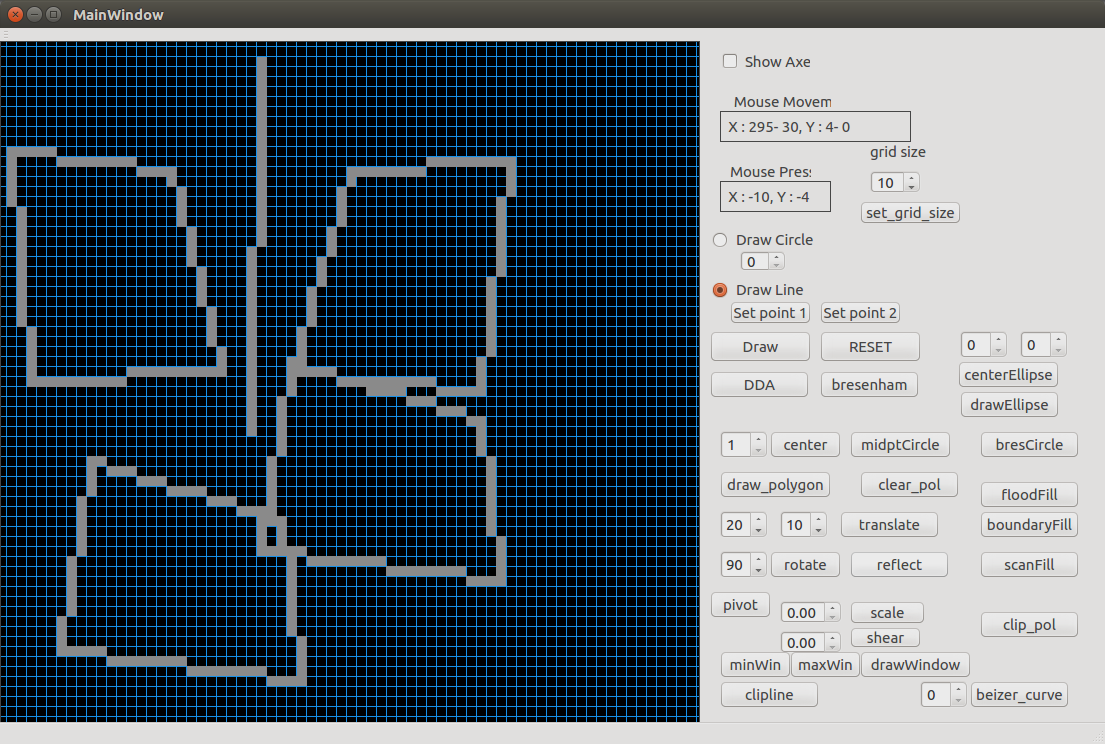 MainWindow
Show Axe
Mouse Movem
X : 295- 30, Y : 4- 0
grid size
Mouse Press
10
X : -10, Y : -4
set_grid_size
Draw Circle
0
Draw Line
Set point 1 Set point 2
Draw RESET 0 0
DDA bresenham centerEllipse
drawEllipse
1 center midptCircle bresCircle
draw_polygon clear_pol floodFill
20 10 translate boundaryFill
90 rotate reflect scanFill
pivot 0.00 scale clip_pol
0.00 shear
minWin maxWin drawWindow
clipline 0 beizer_curve